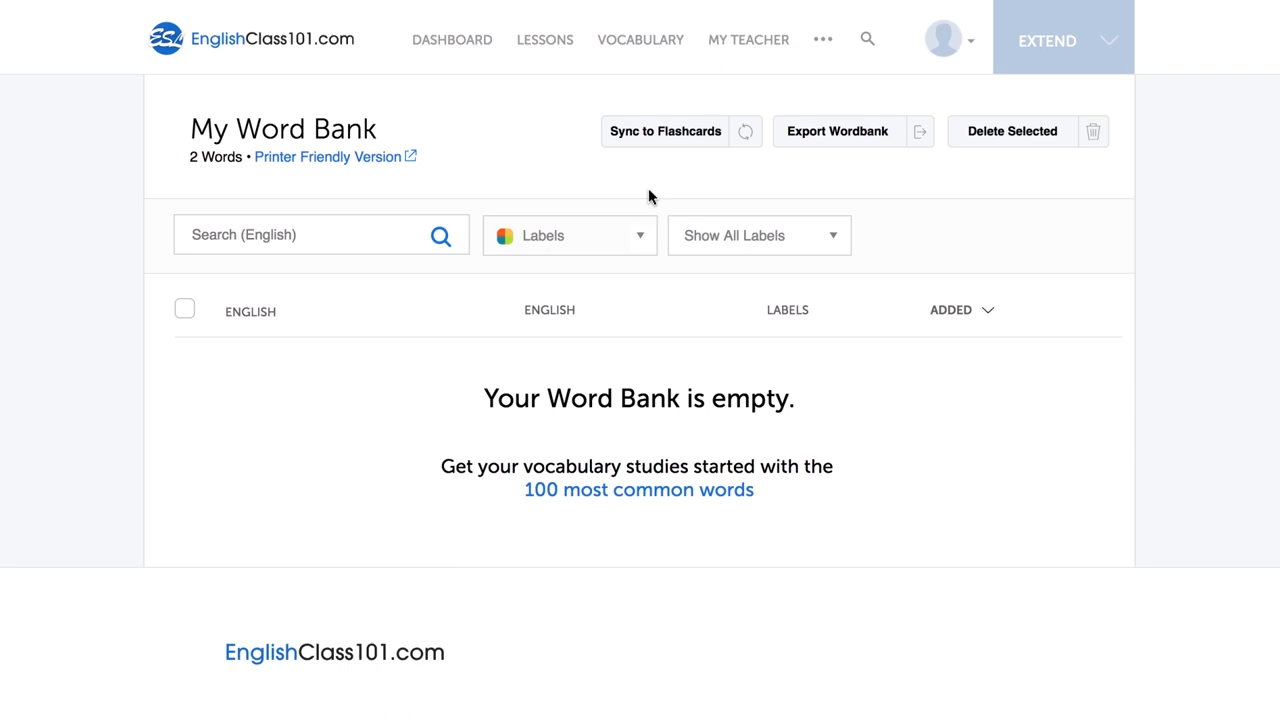 ESL EnglishClass101.com DASHBOARD LESSONS VOCABULARY MY TEACHER ••• EXTEND
My Word Bank
2 Words • Printer Friendly Version
Sync to Flashcards Export Wordbank Delete Selected
Search (English) Labels Show All Labels
ENGLISH ENGLISH LABELS ADDED
Your Word Bank is empty.
Get your vocabulary studies started with the
100 most common words
EnglishClass101.com